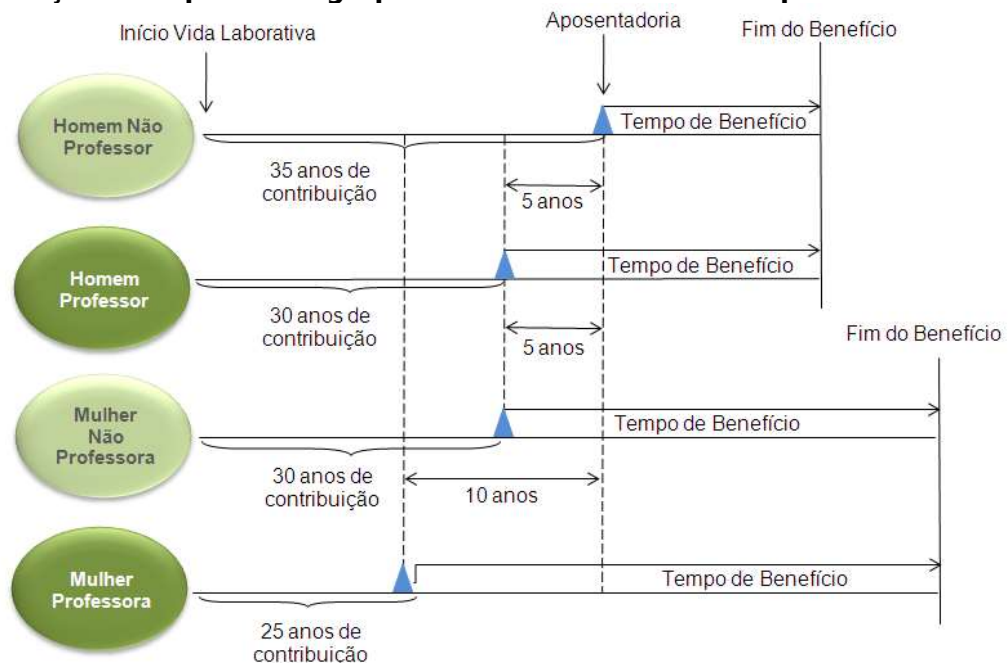 Início Vida Laborativa
Aposentadoria
Fim do Benefício
Homem Não
Professor
Tempo de Benefício
35 anos de
contribuição
5 anos
Homem
Professor
Tempo de Benefício
30 anos de
contribuição
5 anos
Fim do Benefício
Mulher
Não
Professora
Tempo de Benefício
30 anos de
contribuição
10 anos
Mulher
Professora
Tempo de Benefício
25 anos de
contribuição